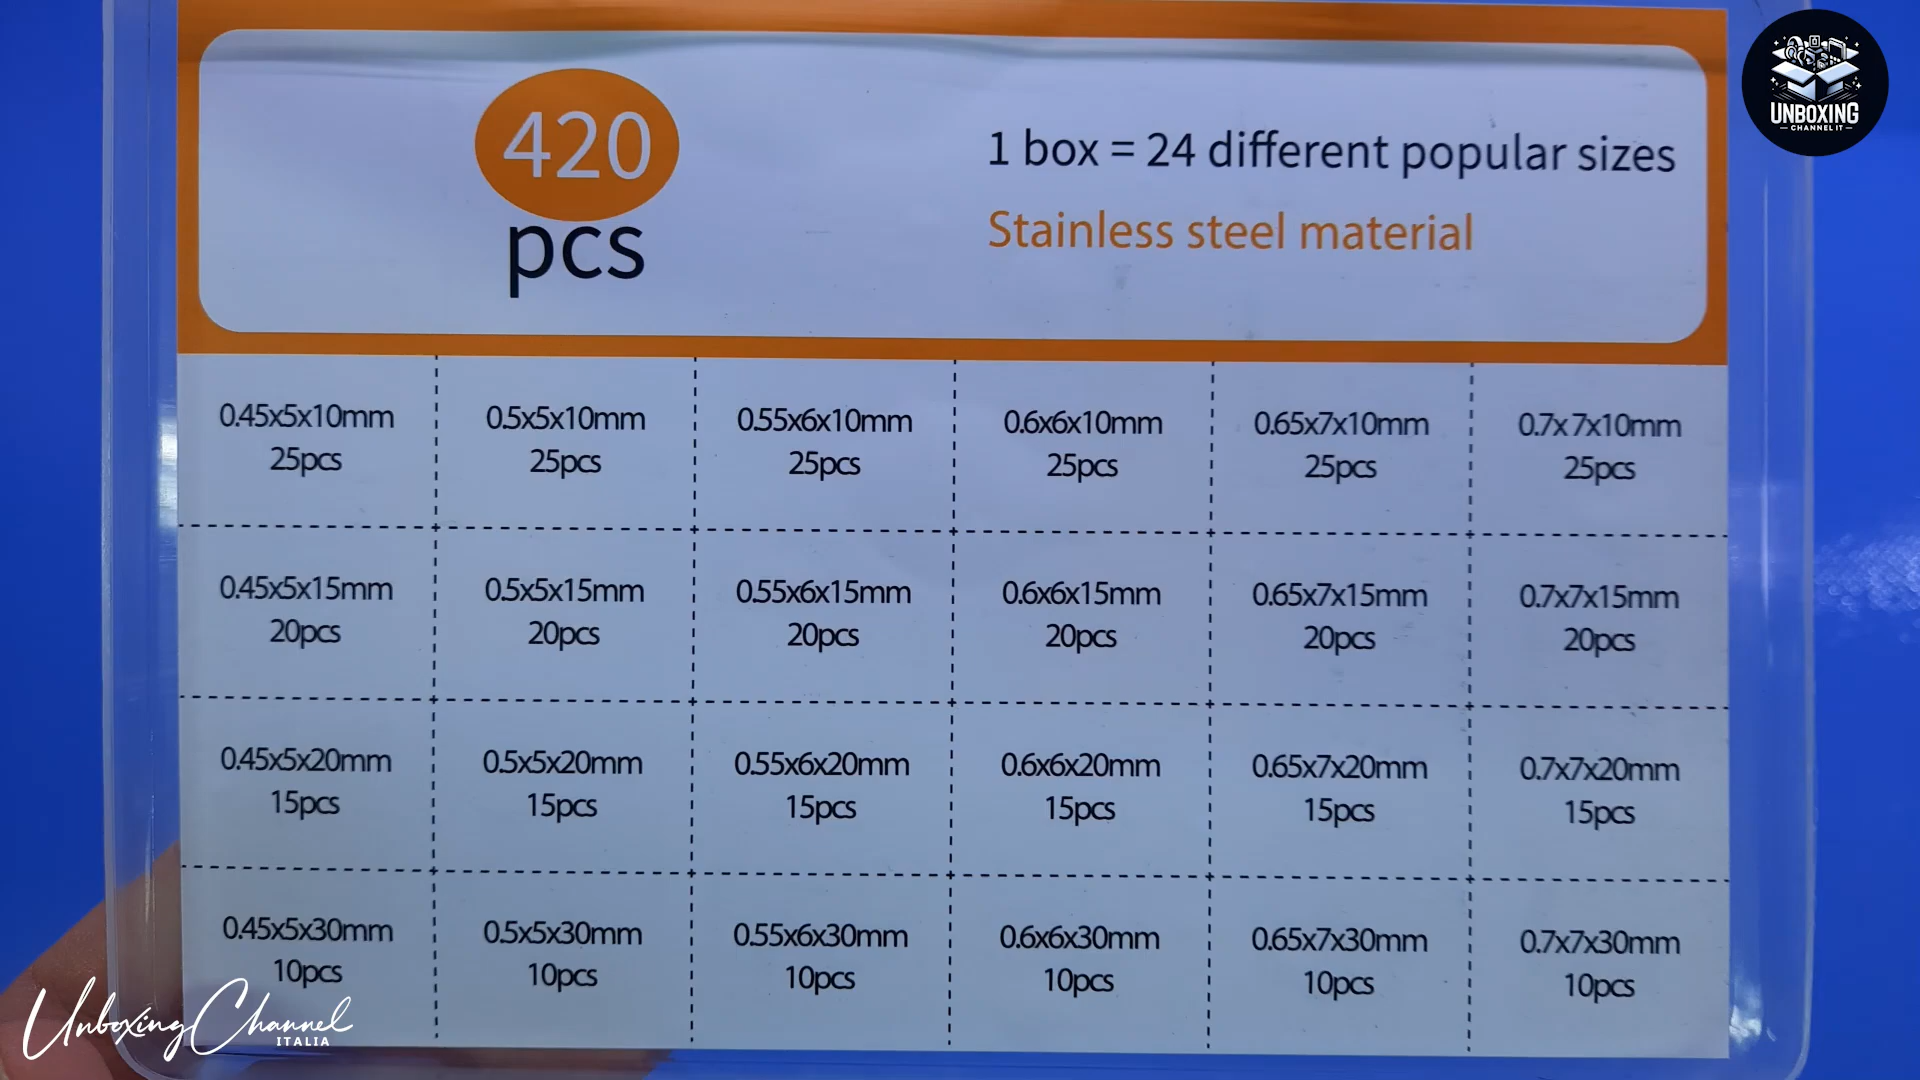 420
pcs
1 box = 24 different popular sizes
Stainless steel material
UNBOXING
— CHANNEL IT —
0.45x5x10mm
25pcs
0.5x5x10mm
25pcs
0.55x6x10mm
25pcs
0.6x6x10mm
25pcs
0.65x7x10mm
25pcs
0.7x7x10mm
25pcs
0.45x5x15mm
20pcs
0.5x5x15mm
20pcs
0.55x6x15mm
20pcs
0.6x6x15mm
20pcs
0.65x7x15mm
20pcs
0.7x7x15mm
20pcs
0.45x5x20mm
15pcs
0.5x5x20mm
15pcs
0.55x6x20mm
15pcs
0.6x6x20mm
15pcs
0.65x7x20mm
15pcs
0.7x7x20mm
15pcs
0.45x5x30mm
10pcs
0.5x5x30mm
10pcs
0.55x6x30mm
10pcs
0.6x6x30mm
10pcs
0.65x7x30mm
10pcs
0.7x7x30mm
10pcs
Unboxing Channel
ITALIA